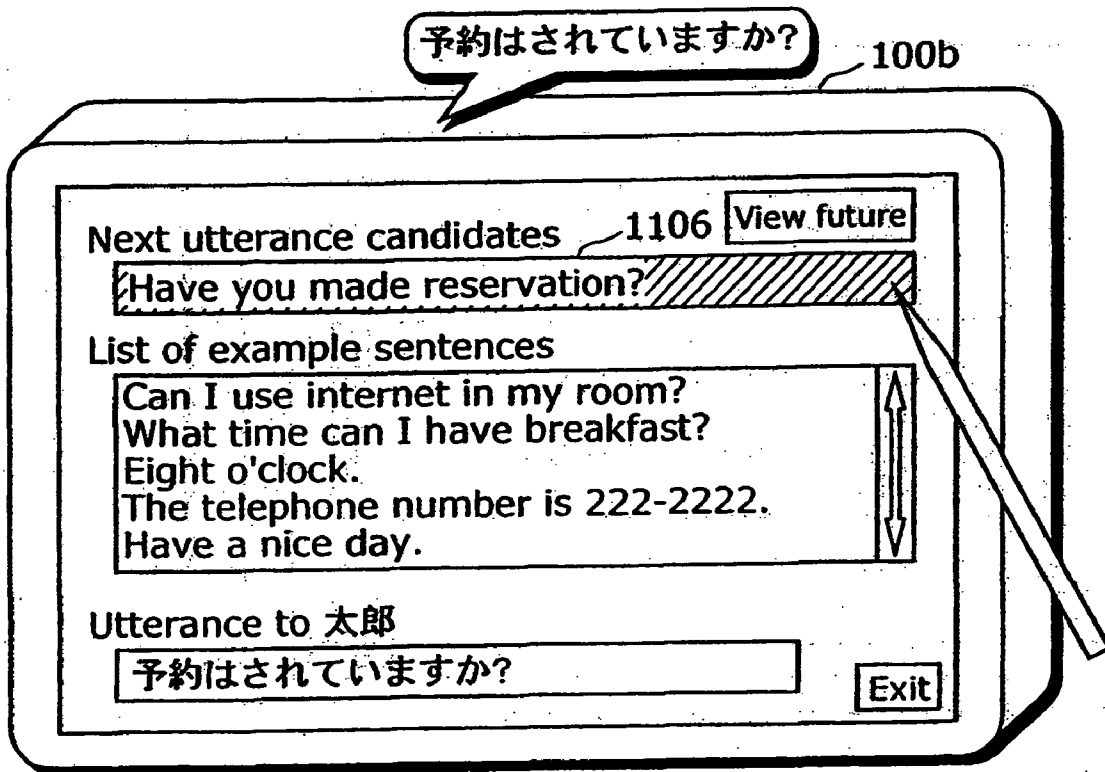 予約はされていますか?
100b
View future
Next utterance candidates 1106
Have you made reservation?
List of example sentences
Can I use internet in my room?
What time can I have breakfast?
Eight o'clock.
The telephone number is 222-2222.
Have a nice day.
Utterance to 太郎
予約はされていますか?
Exit